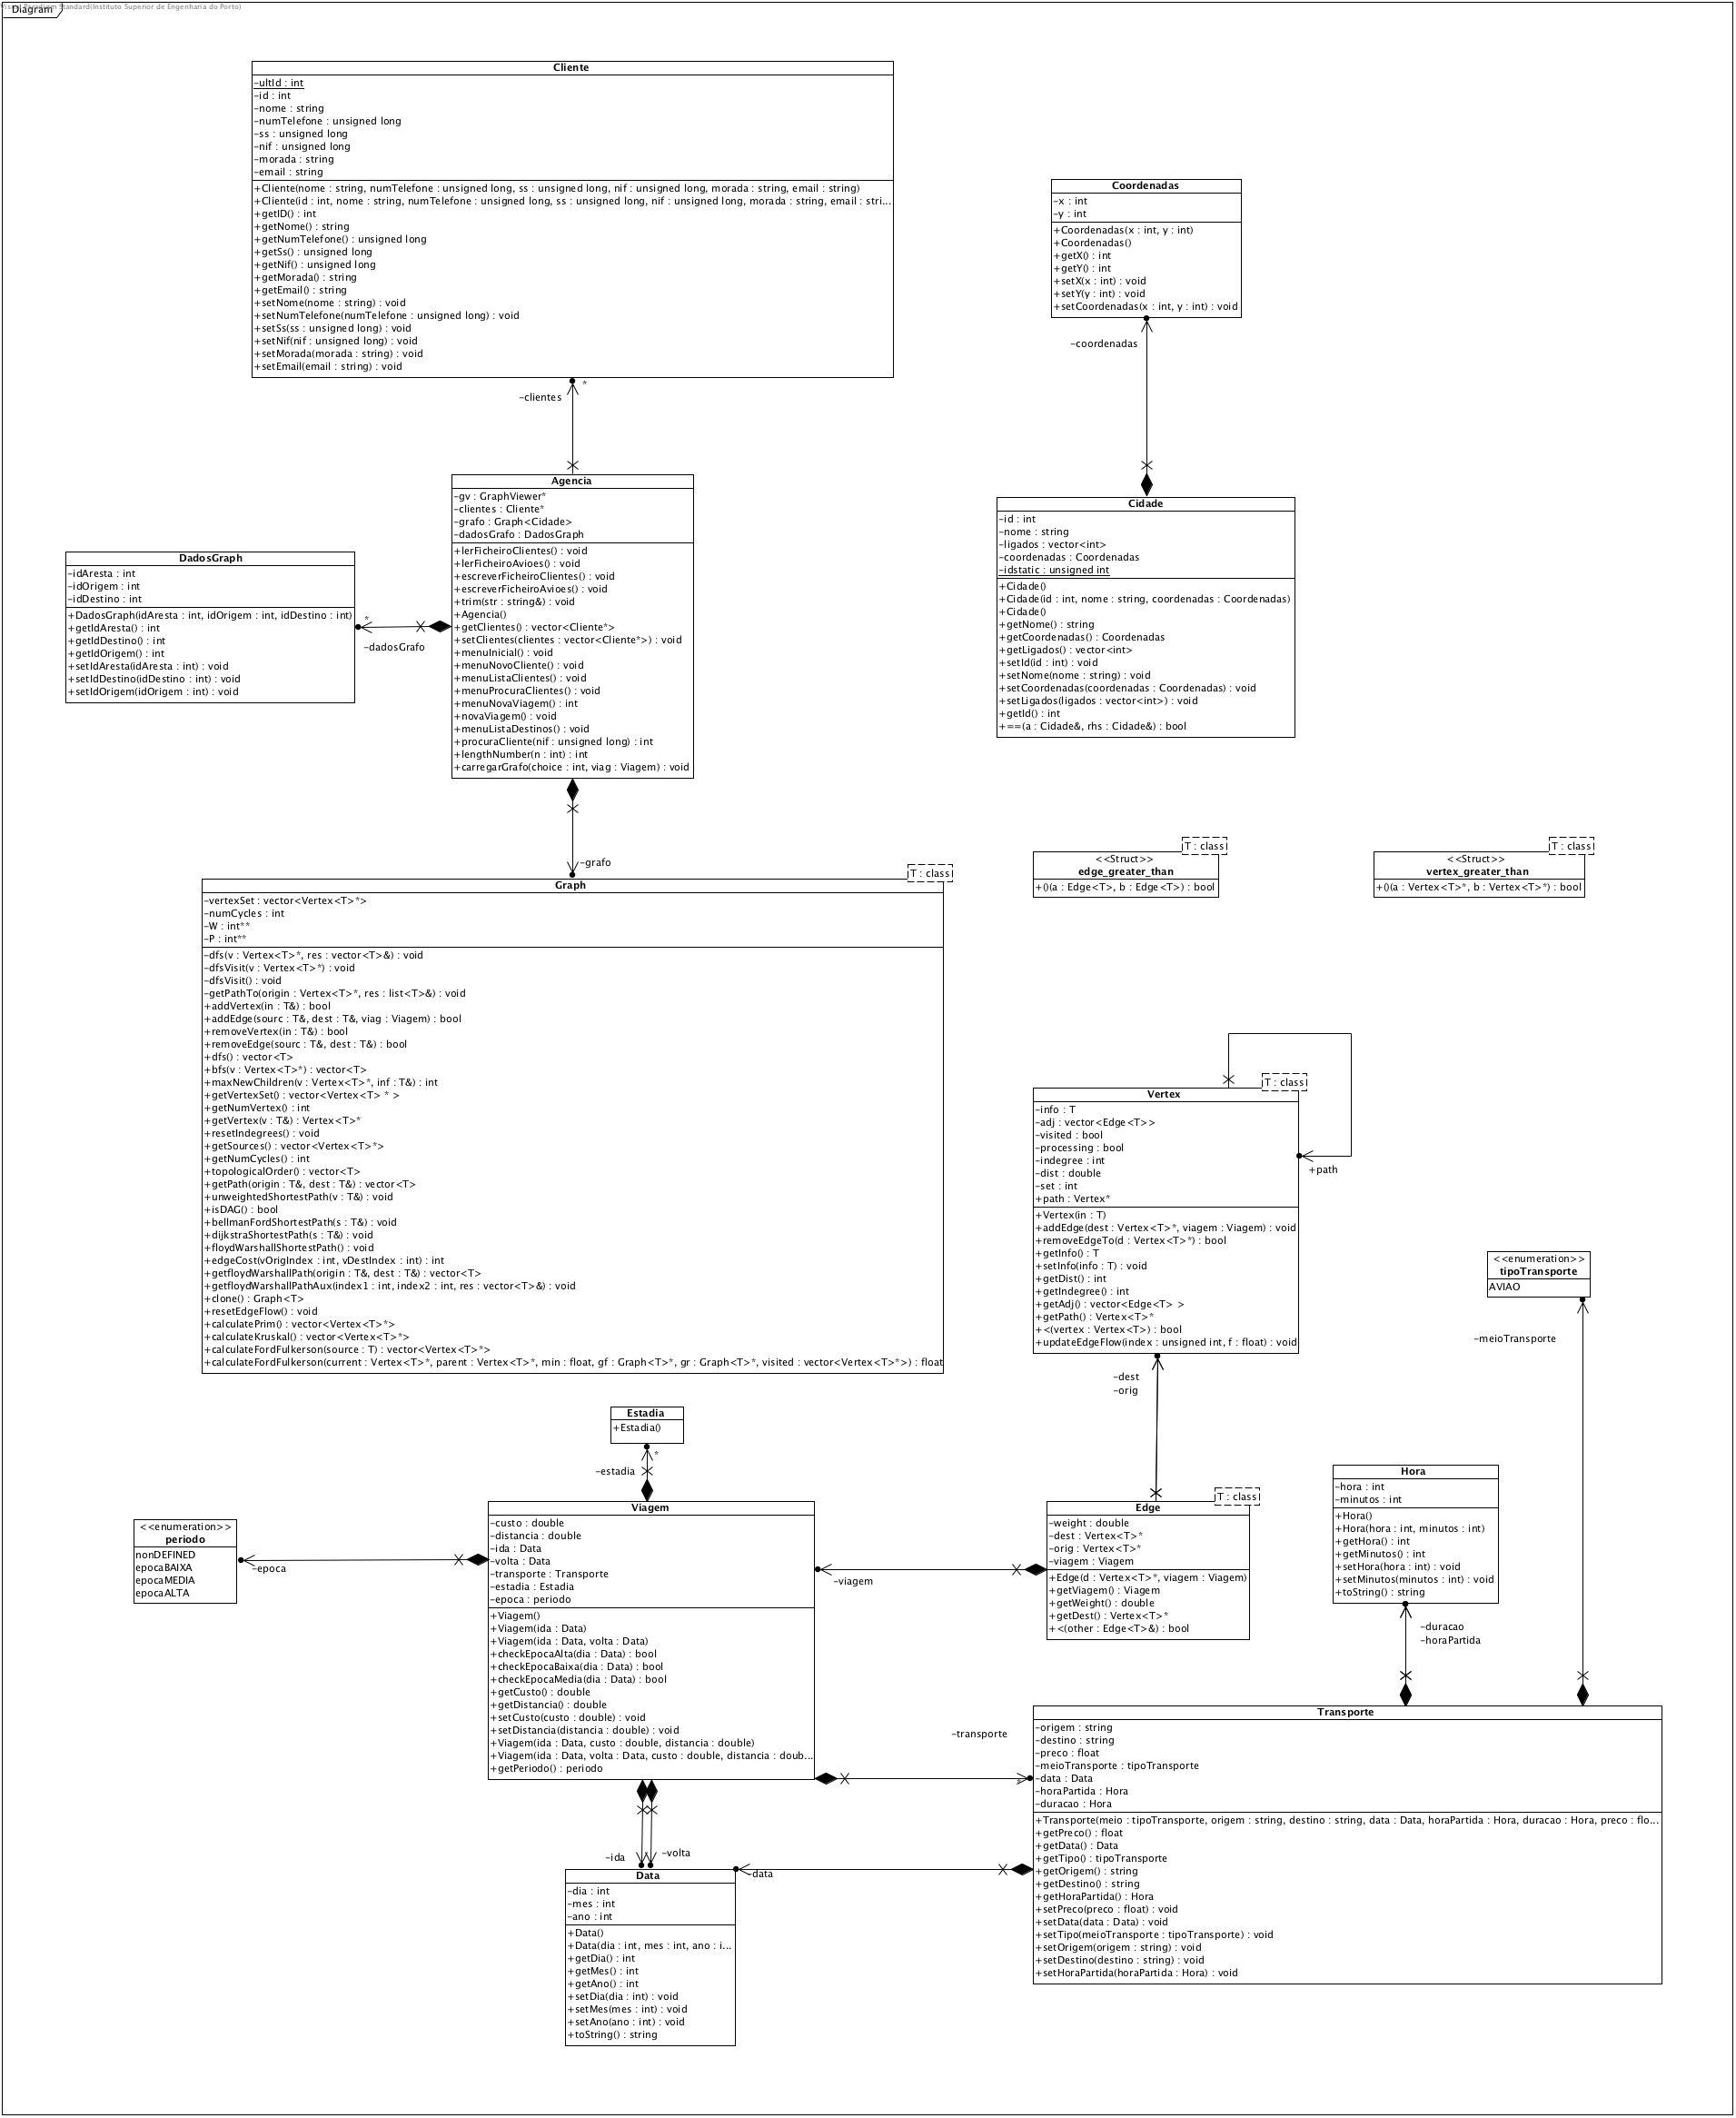 Standard(Instituto Superior de Engenharia do Porto)
Diagram
Cliente
-ultId : int
-id : int
-nome : string
-numTelefone : unsigned long
-ss : unsigned long
-nif : unsigned long
-morada : string
-email : string
+Cliente(nome : string, numTelefone : unsigned long, ss : unsigned long, nif : unsigned long, morada : string, email : string)
+Cliente(id : int, nome : string, numTelefone : unsigned long, ss : unsigned long, nif : unsigned long, morada : string, email : stri...
+getID() : int
+getNome() : string
+getNumTelefone() : unsigned long
+getSs() : unsigned long
+getNif() : unsigned long
+getMorada() : string
+getEmail() : string
+setNome(nome : string) : void
+setNumTelefone(numTelefone : unsigned long) : void
+setSs(ss : unsigned long) : void
+setNif(nif : unsigned long) : void
+setMorada(morada : string) : void
+setEmail(email : string) : void
*
-clientes
Coordenadas
-x : int
-y : int
+Coordenadas(x : int, y : int)
+Coordenadas()
+getX() : int
+getY() : int
+setX(x : int) : void
+setY(y : int) : void
+setCoordenadas(x : int, y : int) : void
-coordenadas
Agencia
-gv : GraphViewer*
-clientes : Cliente*
-grafo : Graph<Cidade>
-dadosGrafo : DadosGraph
+lerFicheiroClientes() : void
+lerFicheiroAvioes() : void
+escreverFicheiroClientes() : void
+escreverFicheiroAvioes() : void
+trim(str : string&) : void
+Agencia()
+getClientes() : vector<Cliente*>
+setClientes(clientes : vector<Cliente*>) : void
+menuInicial() : void
+menuNovoCliente() : void
+menuListaClientes() : void
+menuProcuraClientes() : void
+menuNovaViagem() : int
+novaViagem() : void
+menuListaDestinos() : void
+procuraCliente(nif : unsigned long) : int
+lengthNumber(n : int) : int
+carregarGrafo(choice : int, viag : Viagem) : void
DadosGraph
-idAresta : int
-idOrigem : int
-idDestino : int
+DadosGraph(idAresta : int, idOrigem : int, idDestino : int)
+getIdAresta() : int
+getIdDestino() : int
+getIdOrigem() : int
+setIdAresta(idAresta : int) : void
+setIdDestino(idDestino : int) : void
+setIdOrigem(idOrigem : int) : void
*
-dadosGrafo
Cidade
-id : int
-nome : string
-ligados : vector<int>
-coordenadas : Coordenadas
-idstatic : unsigned int
+Cidade()
+Cidade(id : int, nome : string, coordenadas : Coordenadas)
+Cidade()
+getNome() : string
+getCoordenadas() : Coordenadas
+getLigados() : vector<int>
+setId(id : int) : void
+setNome(nome : string) : void
+setCoordenadas(coordenadas : Coordenadas) : void
+setLigados(ligados : vector<int>) : void
+getId() : int
+==(a : Cidade&, rhs : Cidade&) : bool
-grafo
T : class
Graph
-vertexSet : vector<Vertex<T>*>
-numCycles : int
-W : int**
-P : int**
-dfs(v : Vertex<T>*, res : vector<T>&) : void
-dfsVisit(v : Vertex<T>*) : void
-dfsVisit() : void
-getPathTo(origin : Vertex<T>*, res : list<T>&) : void
+addVertex(in : T&) : bool
+addEdge(sourc : T&, dest : T&, viag : Viagem) : bool
+removeVertex(in : T&) : bool
+removeEdge(sourc : T&, dest : T&) : bool
+dfs() : vector<T>
+bfs(v : Vertex<T>*) : vector<T>
+maxNewChildren(v : Vertex<T>*, inf : T&) : int
+getVertexSet() : vector<Vertex<T> * >
+getNumVertex() : int
+getVertex(v : T&) : Vertex<T>*
+resetIndegrees() : void
+getSources() : vector<Vertex<T>*>
+getNumCycles() : int
+topologicalOrder() : vector<T>
+getPath(origin : T&, dest : T&) : vector<T>
+unweightedShortestPath(v : T&) : void
+isDAG() : bool
+bellmanFordShortestPath(s : T&) : void
+dijkstraShortestPath(s : T&) : void
+floydWarshallShortestPath() : void
+edgeCost(vOrigIndex : int, vDestIndex : int) : int
+getfloydWarshallPath(origin : T&, dest : T&) : vector<T>
+getfloydWarshallPathAux(index1 : int, index2 : int, res : vector<T>&) : void
+clone() : Graph<T>
+resetEdgeFlow() : void
+calculatePrim() : vector<Vertex<T>*>
+calculateKruskal() : vector<Vertex<T>*>
+calculateFordFulkerson(source : T) : vector<Vertex<T>*>
+calculateFordFulkerson(current : Vertex<T>*, parent : Vertex<T>*, min : float, gf : Graph<T>*, gr : Graph<T>*, visited : vector<Vertex<T>*>) : float
T : class
<<Struct>>
edge_greater_than
+()(a : Edge<T>, b : Edge<T>) : bool
T : class
<<Struct>>
vertex_greater_than
+()(a : Vertex<T>*, b : Vertex<T>*) : bool
T : class
Vertex
-info : T
-adj : vector<Edge<T>>
-visited : bool
-processing : bool
-indegree : int
-dist : double
-set : int
+path : Vertex*
+Vertex(in : T)
+addEdge(dest : Vertex<T>*, viagem : Viagem) : void
+removeEdgeTo(d : Vertex<T>*) : bool
+getInfo() : T
+setInfo(info : T) : void
+getDist() : int
+getIndegree() : int
+getAdj() : vector<Edge<T> >
+getPath() : Vertex<T>*
+<(vertex : Vertex<T>) : bool
+updateEdgeFlow(index : unsigned int, f : float) : void
+path
-dest
-orig
<<enumeration>>
tipoTransporte
AVIAO
-meioTransporte
Estadia
+Estadia()
*
-estadia
<<enumeration>>
periodo
nonDEFINED
epocaBAIXA
epocaMEDIA
epocaALTA
-epoca
Viagem
-custo : double
-distancia : double
-ida : Data
-volta : Data
-transporte : Transporte
-estadia : Estadia
-epoca : periodo
+Viagem()
+Viagem(ida : Data)
+Viagem(ida : Data, volta : Data)
+checkEpocaAlta(dia : Data) : bool
+checkEpocaBaixa(dia : Data) : bool
+checkEpocaMedia(dia : Data) : bool
+getCusto() : double
+getDistancia() : double
+setCusto(custo : double) : void
+setDistancia(distancia : double) : void
+Viagem(ida : Data, custo : double, distancia : double)
+Viagem(ida : Data, volta : Data, custo : double, distancia : doub...
+getPeriodo() : periodo
-viagem
T : class
Edge
-weight : double
-dest : Vertex<T>*
-orig : Vertex<T>*
-viagem : Viagem
+Edge(d : Vertex<T>*, viagem : Viagem)
+getViagem() : Viagem
+getWeight() : double
+getDest() : Vertex<T>*
+<(other : Edge<T>&) : bool
Hora
-hora : int
-minutos : int
+Hora()
+Hora(hora : int, minutos : int)
+getHora() : int
+getMinutos() : int
+setHora(hora : int) : void
+setMinutos(minutos : int) : void
+toString() : string
-duracao
-horaPartida
-transporte
*
Transporte
-origem : string
-destino : string
-preco : float
-meioTransporte : tipoTransporte
-data : Data
-horaPartida : Hora
-duracao : Hora
+Transporte(meio : tipoTransporte, origem : string, destino : string, data : Data, horaPartida : Hora, duracao : Hora, preco : flo...
+getPreco() : float
+getData() : Data
+getTipo() : tipoTransporte
+getOrigem() : string
+getDestino() : string
+getHoraPartida() : Hora
+setPreco(preco : float) : void
+setData(data : Data) : void
+setTipo(meioTransporte : tipoTransporte) : void
+setOrigem(origem : string) : void
+setDestino(destino : string) : void
+setHoraPartida(horaPartida : Hora) : void
-ida
-volta
-data
Data
-dia : int
-mes : int
-ano : int
+Data()
+Data(dia : int, mes : int, ano : i...
+getDia() : int
+getMes() : int
+getAno() : int
+setDia(dia : int) : void
+setMes(mes : int) : void
+setAno(ano : int) : void
+toString() : string